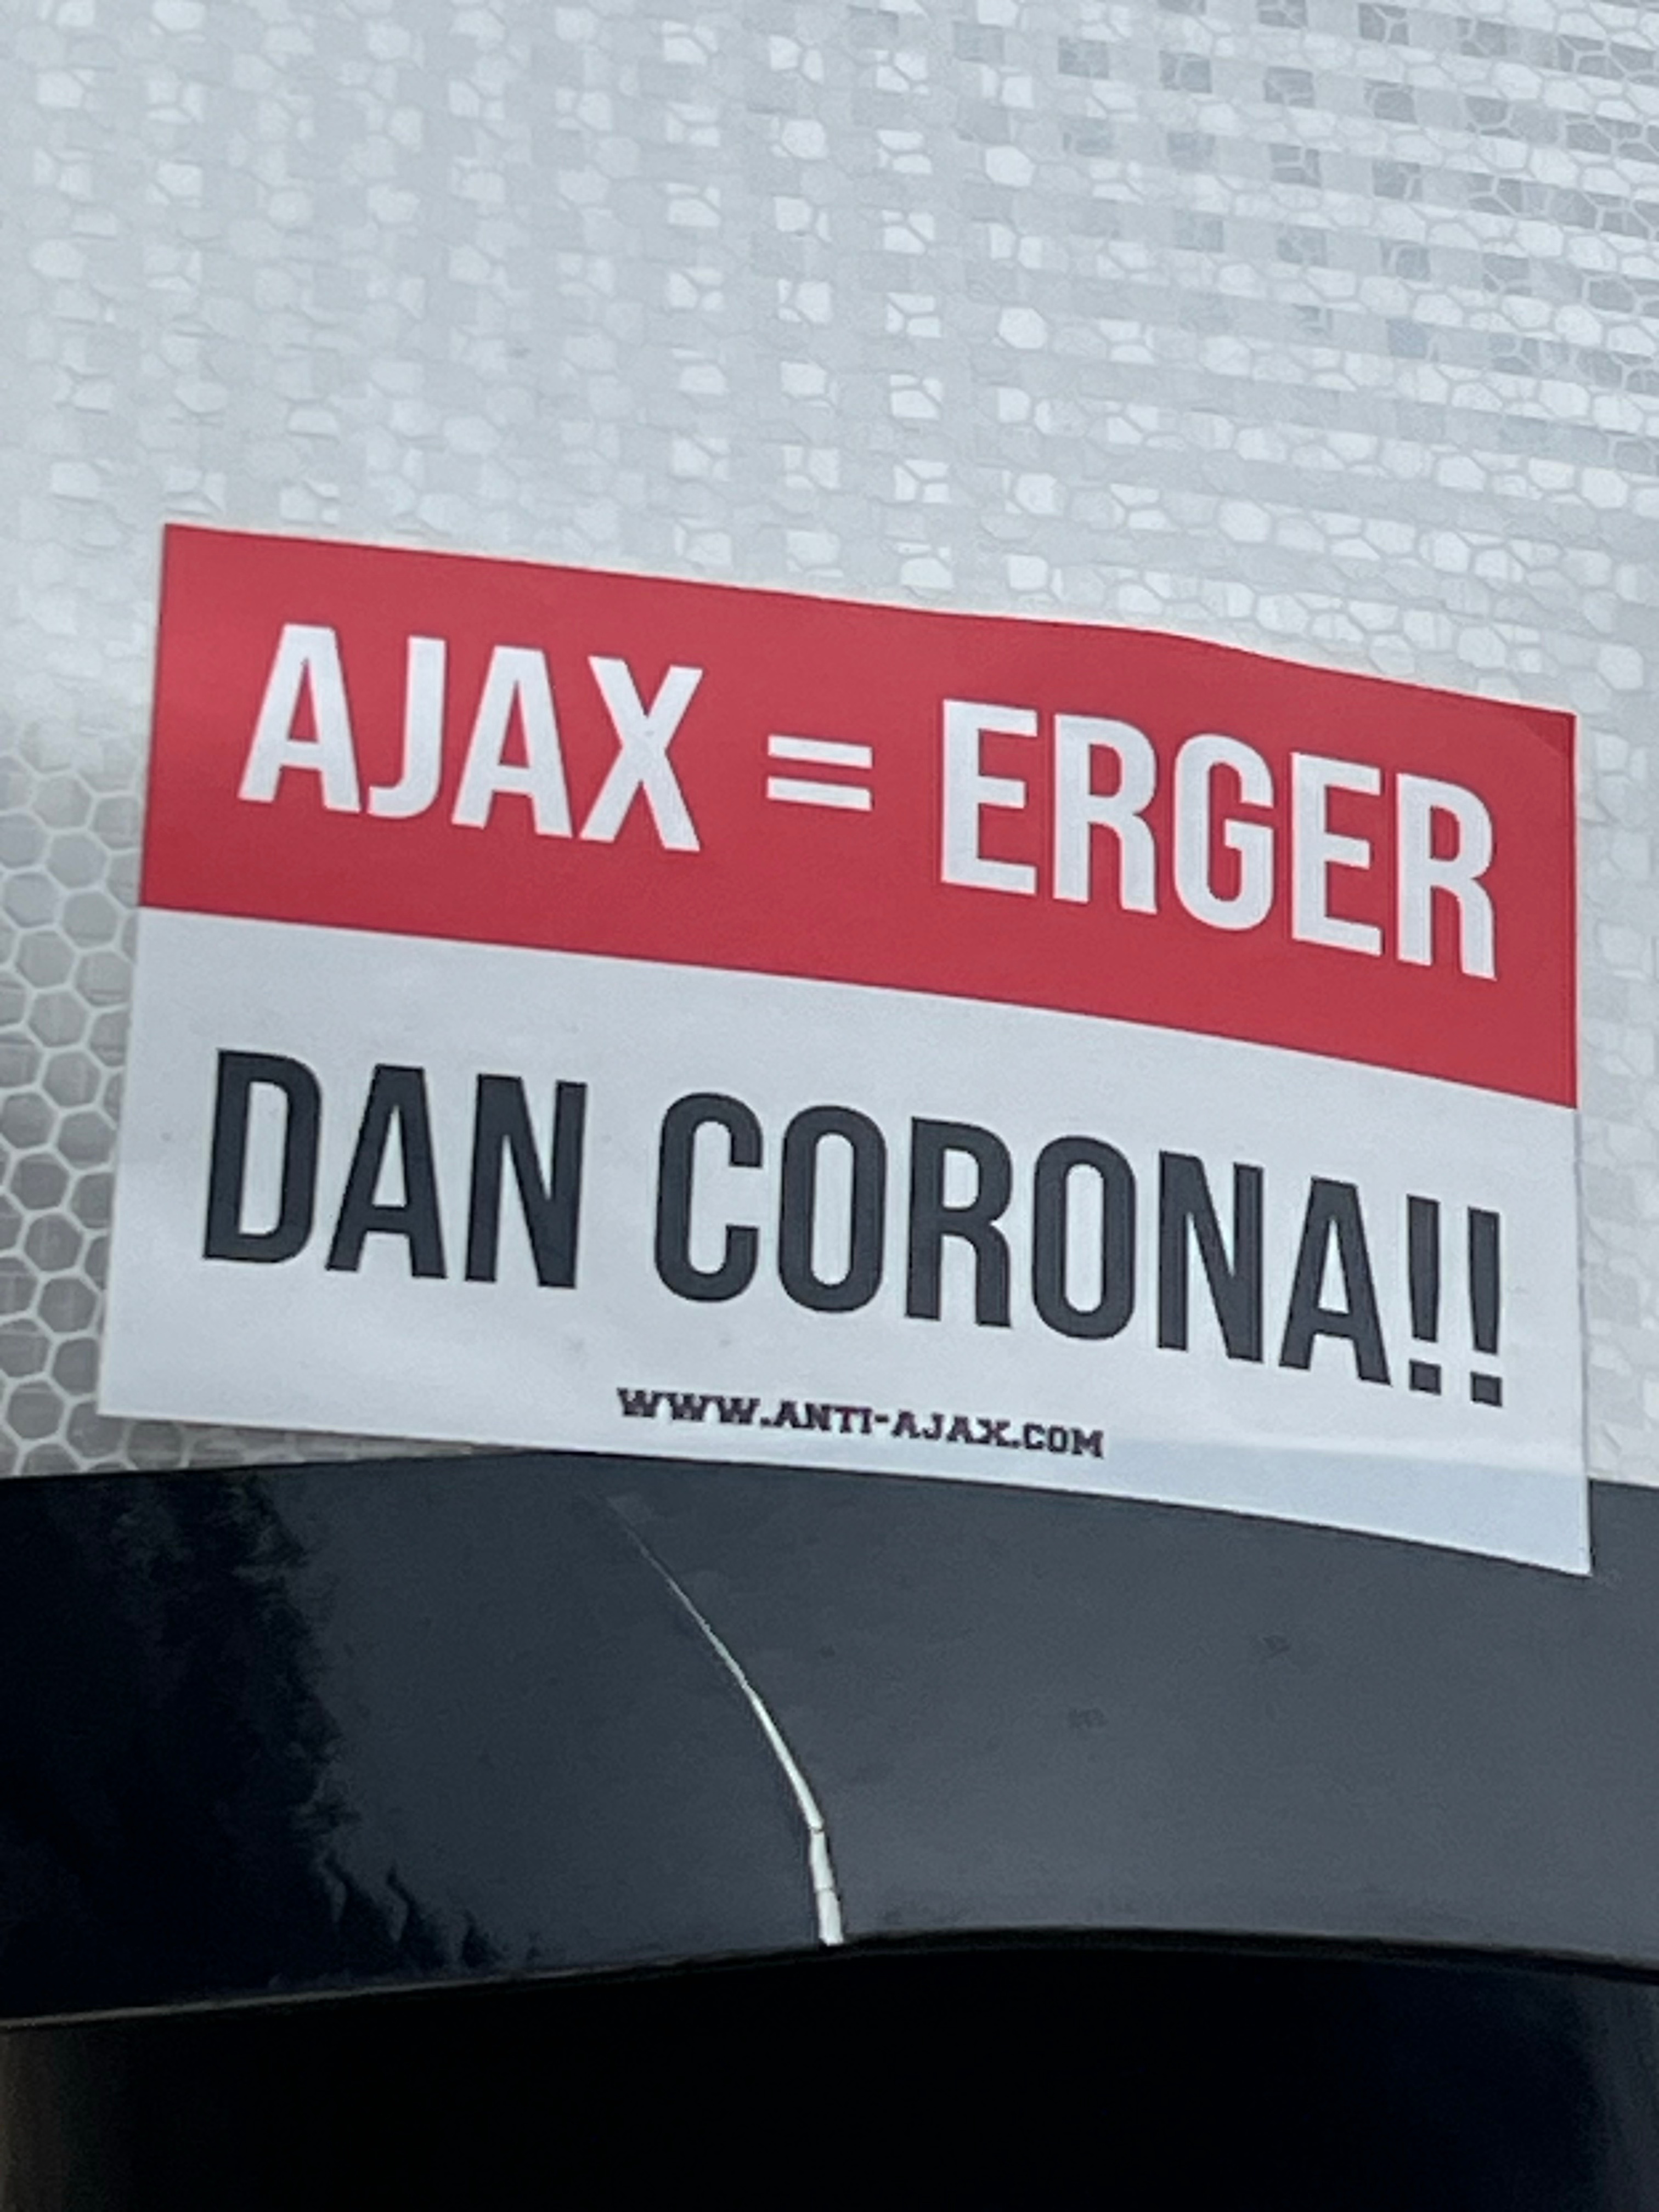 AJAX = ERGER
DAN CORONA!!
WWW.ANTI-AJAX.COM